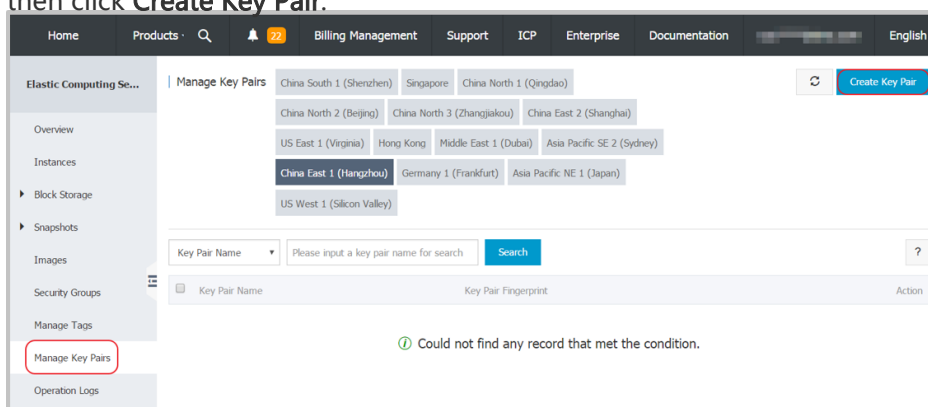 then click Create Key Pair.
Home Products 22 Billing Management Support ICP Enterprise Documentation English
Elastic Computing Se...
Manage Key Pairs China South 1 (Shenzhen) Singapore China North 1 (Qingdao) Create Key Pair
China North 2 (Beijing) China North 3 (Zhangjiakou) China East 2 (Shanghai)
Overview
US East 1 (Virginia) Hong Kong Middle East 1 (Dubai) Asia Pacific SE 2 (Sydney)
Instances
China East 1 (Hangzhou) Germany 1 (Frankfurt) Asia Pacific NE 1 (Japan)
Block Storage
US West 1 (Silicon Valley)
Snapshots
Key Pair Name Please input a key pair name for search Search ?
Images
Security Groups
Key Pair Name Key Pair Fingerprint Action
Manage Tags
Could not find any record that met the condition.
Manage Key Pairs
Operation Logs